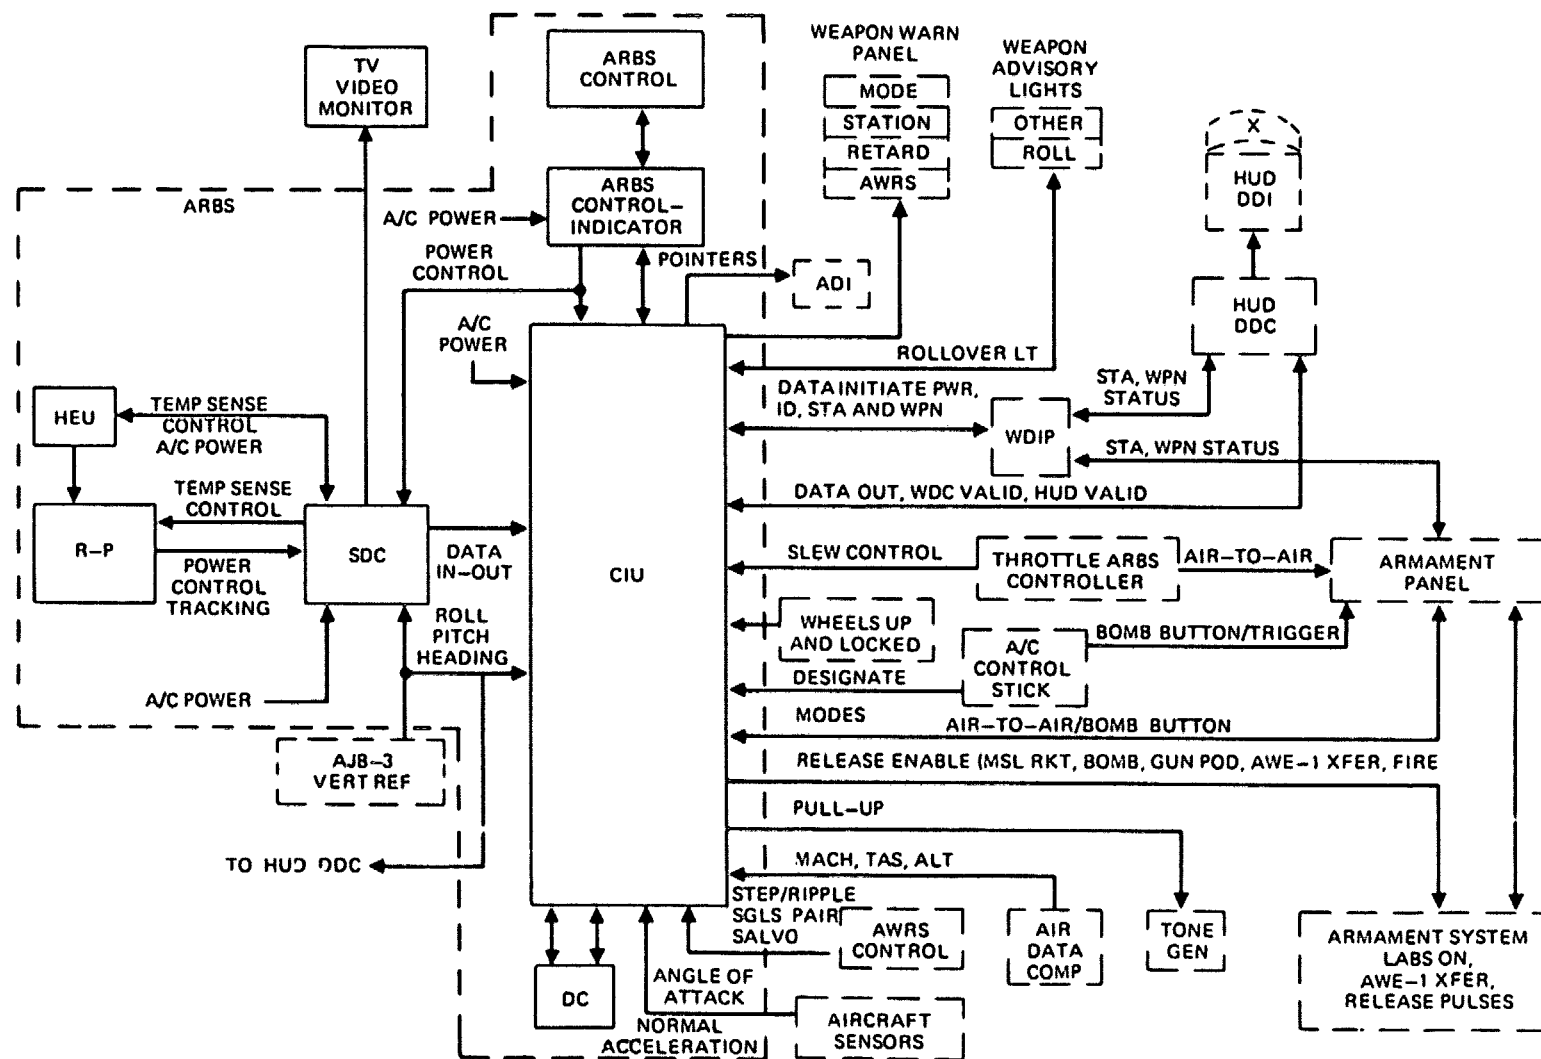 ARBS
CONTROL
WEAPON WARN
PANEL
MODE
STATION
RETARD
AWRS
WEAPON
ADVISORY
LIGHTS
OTHER
ROLL
TV
VIDEO
MONITOR
X
HUD
DDI
ARBS
ARBS
CONTROL-
INDICATOR
A/C POWER
POWER
CONTROL
POINTERS
ADI
HUD
DDC
A/C
POWER
ROLLOVER LT
STA, WPN
STATUS
DATA INITIATE PWR,
ID, STA AND WPN
WDIP
HEU
TEMP SENSE
CONTROL
A/C POWER
STA, WPN STATUS
DATA OUT, WDC VALID, HUD VALID
TEMP SENSE
CONTROL
R-P
SDC
DATA
IN-OUT
CIU
POWER
CONTROL
TRACKING
SLEW CONTROL
THROTTLE ARBS
CONTROLLER
AIR-TO-AIR
ARMAMENT
PANEL
ROLL
PITCH
HEADING
WHEELS UP
AND LOCKED
A/C
CONTROL
STICK
BOMB BUTTON/TRIGGER
DESIGNATE
A/C POWER
MODES
AIR-TO-AIR/BOMB BUTTON
AJB-3
VERT REF
RELEASE ENABLE (MSL RKT, BOMB, GUN POD, AWE-1 XFER, FIRE
PULL-UP
TO HUD DDC
MACH, TAS, ALT
STEP/RIPPLE
SGLS PAIR
SALVO
AWRS
CONTROL
AIR
DATA
COMP
TONE
GEN
ARMAMENT SYSTEM
LABS ON,
AWE-1 XFER,
RELEASE PULSES
DC
ANGLE OF
ATTACK
NORMAL
ACCELERATION
AIRCRAFT
SENSORS